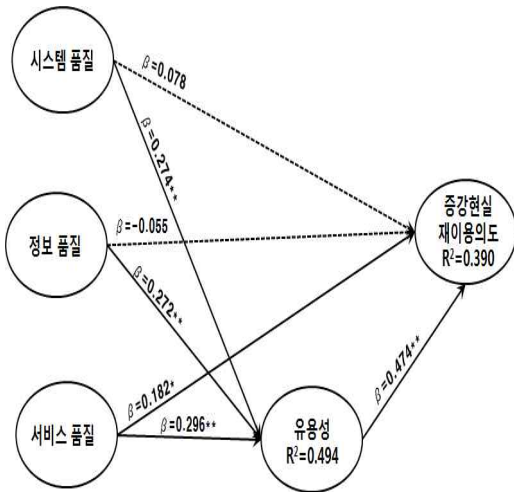 시스템 품질
β=0.078
β=0.274**
증강현실
재이용의도
R²=0.390
정보 품질
β=-0.055
β=0.272**
β=0.182*
β=0.474**
서비스 품질
β=0.296**
유용성
R²=0.494